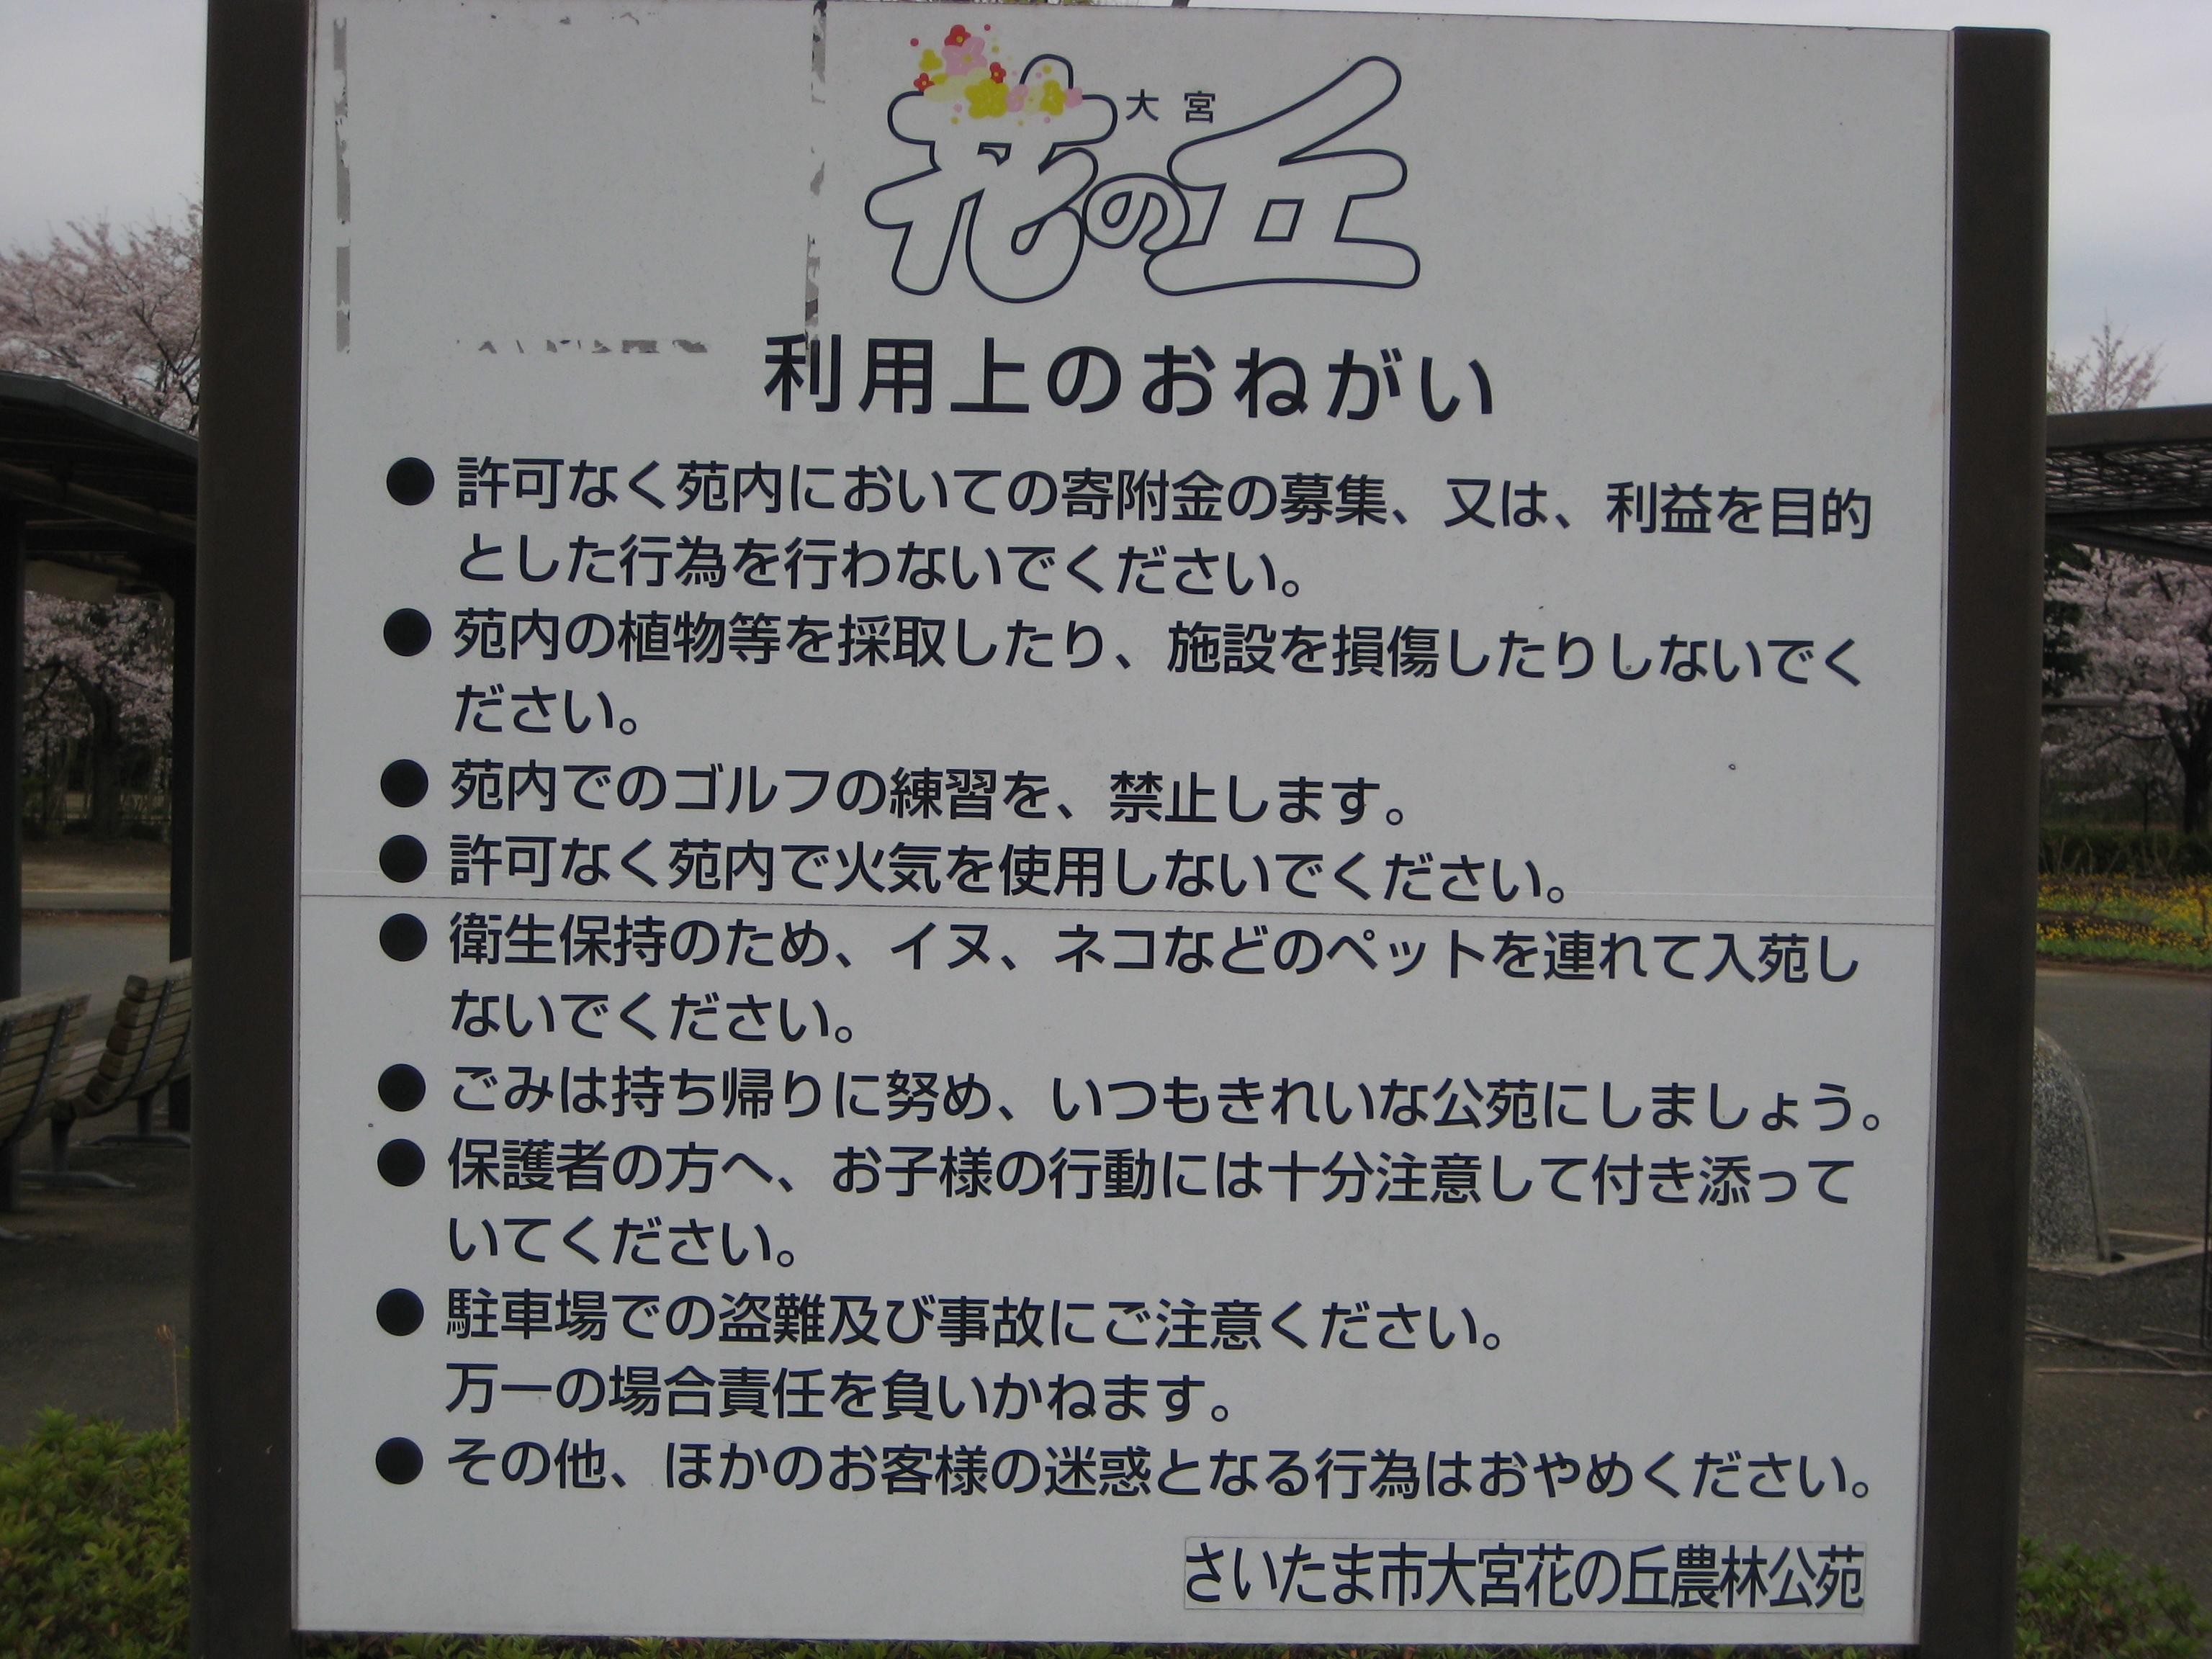 大宮
花の丘
利用上のおねがい
●許可なく苑内においての寄附金の募集、又は、利益を目的
とした行為を行わないでください。
●苑内の植物等を採取したり、施設を損傷したりしないでく
ださい。
●苑内でのゴルフの練習を、禁止します。
●許可なく苑内で火気を使用しないでください。
●衛生保持のため、イヌ、ネコなどのペットを連れて入苑し
ないでください。
●ごみは持ち帰りに努め、いつもきれいな公苑にしましょう。
●保護者の方へ、お子様の行動には十分注意して付き添って
いてください。
●駐車場での盗難及び事故にご注意ください。
万一の場合責任を負いかねます。
●その他、ほかのお客様の迷惑となる行為はおやめください。
さいたま市大宮花の丘農林公苑